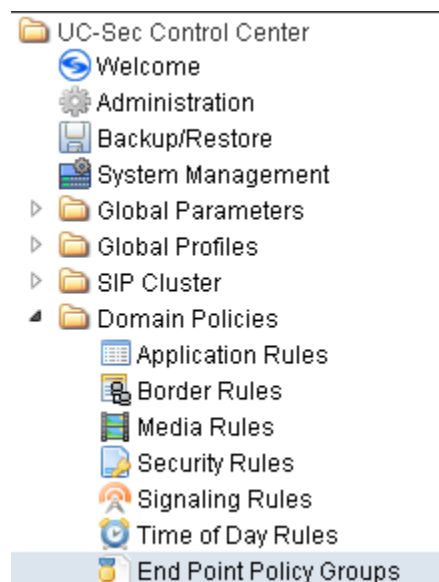 UC-Sec Control Center
Welcome
Administration
Backup/Restore
System Management
Global Parameters
Global Profiles
SIP Cluster
Domain Policies
Application Rules
Border Rules
Media Rules
Security Rules
Signaling Rules
Time of Day Rules
End Point Policy Groups